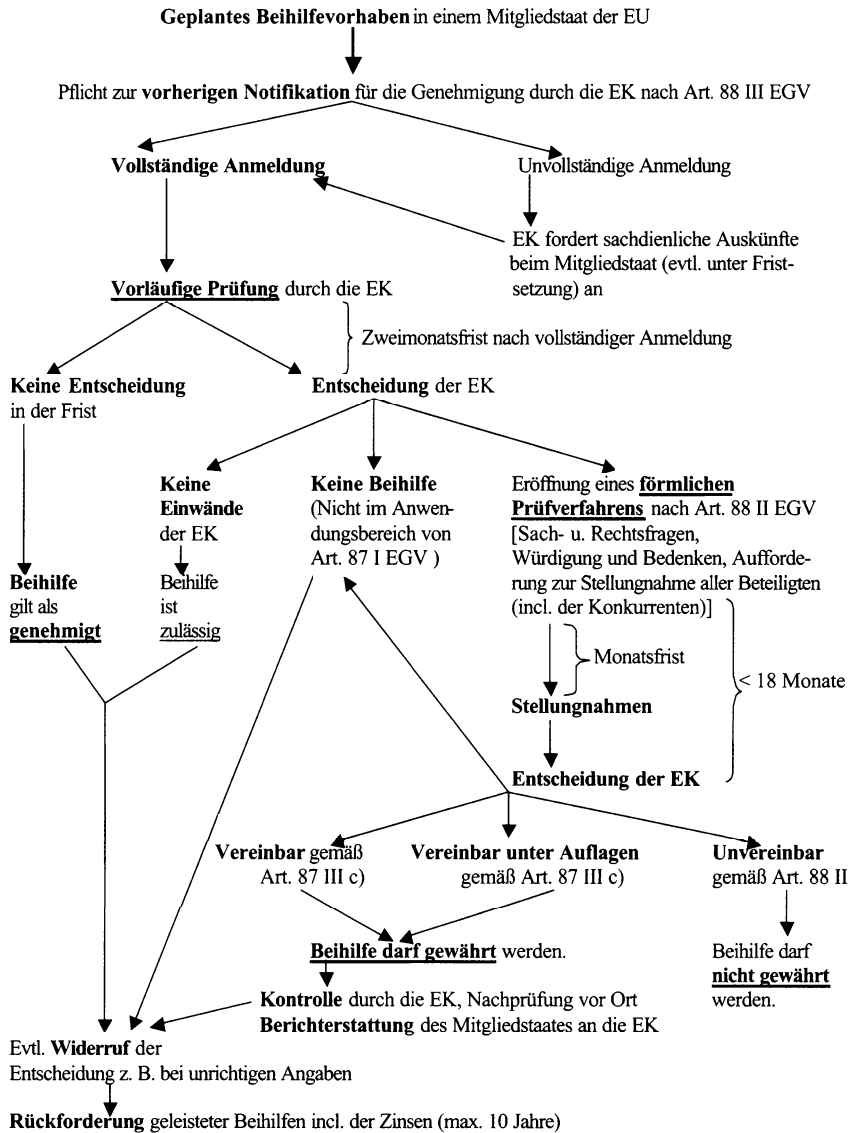 Geplantes Beihilfevorhaben in einem Mitgliedstaat der EU
Pflicht zur vorherigen Notifikation für die Genehmigung durch die EK nach Art. 88 III EGV
Vollständige Anmeldung
Unvollständige Anmeldung
EK fordert sachdienliche Auskünfte
beim Mitgliedstaat (evtl. unter Frist-
setzung) an
Vorläufige Prüfung durch die EK
Zweimonatsfrist nach vollständiger Anmeldung
Keine Entscheidung
in der Frist
Entscheidung der EK
Keine
Einwände
der EK
Keine Beihilfe
(Nicht im Anwen-
dungsbereich von
Art. 87 I EGV )
Eröffnung eines förmlichen
Prüfverfahrens nach Art. 88 II EGV
[Sach- u. Rechtsfragen,
Würdigung und Bedenken, Aufforde-
rung zur Stellungnahme aller Beteiligten
(incl. der Konkurrenten)]
Beihilfe
gilt als
genehmigt
Beihilfe
ist
zulässig
Monatsfrist
< 18 Monate
Stellungnahmen
Entscheidung der EK
Vereinbar gemäß
Art. 87 III c)
Vereinbar unter Auflagen
gemäß Art. 87 III c)
Unvereinbar
gemäß Art. 88 II
Beihilfe darf gewährt werden.
Beihilfe darf
nicht gewährt
werden.
Kontrolle durch die EK, Nachprüfung vor Ort
Berichterstattung des Mitgliedstaates an die EK
Evtl. Widerruf der
Entscheidung z. B. bei unrichtigen Angaben
Rückforderung geleisteter Beihilfen incl. der Zinsen (max. 10 Jahre)